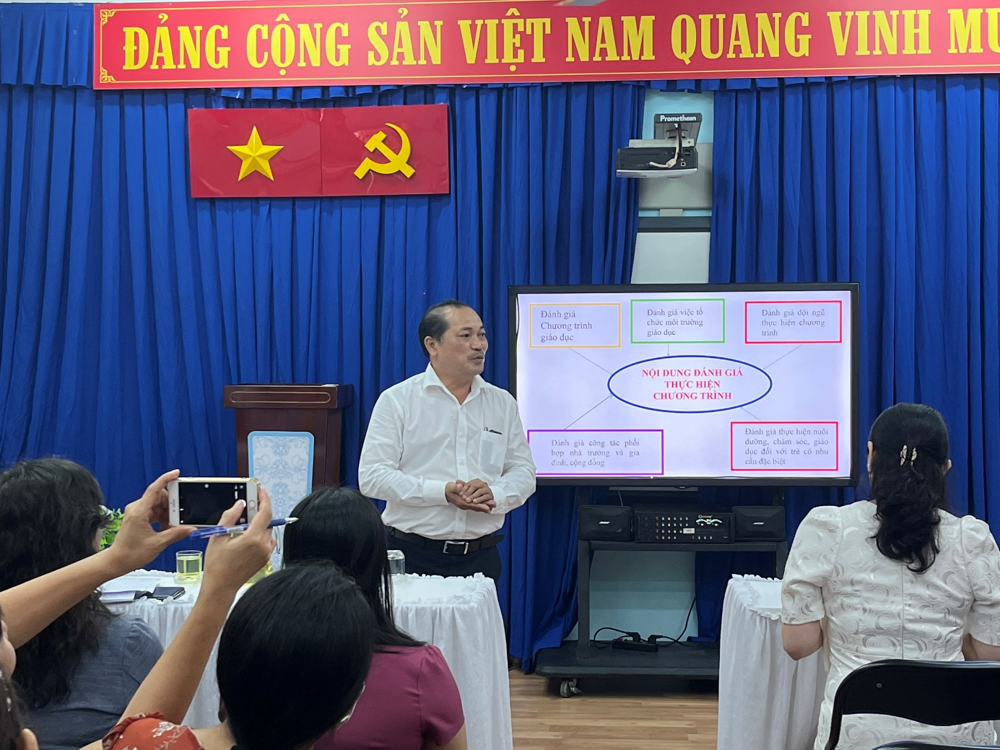 ĐẢNG CỘNG SẢN VIỆT NAM QUANG VINH MU
Promethean
Đánh giá
Chương trình
giáo dục
Đánh giá việc tổ
chức môi trường
giáo dục
Đánh giá đội ngũ
thực hiện chương
trình
NỘI DUNG ĐÁNH GIÁ
THỰC HIỆN
CHƯƠNG TRÌNH
Đánh giá công tác phối
hợp nhà trường và gia
đình, cộng đồng
Đánh giá thực hiện nuôi
dưỡng, chăm sóc, giáo
dục đối với trẻ có nhu
cầu đặc biệt
BOSE
BOSE